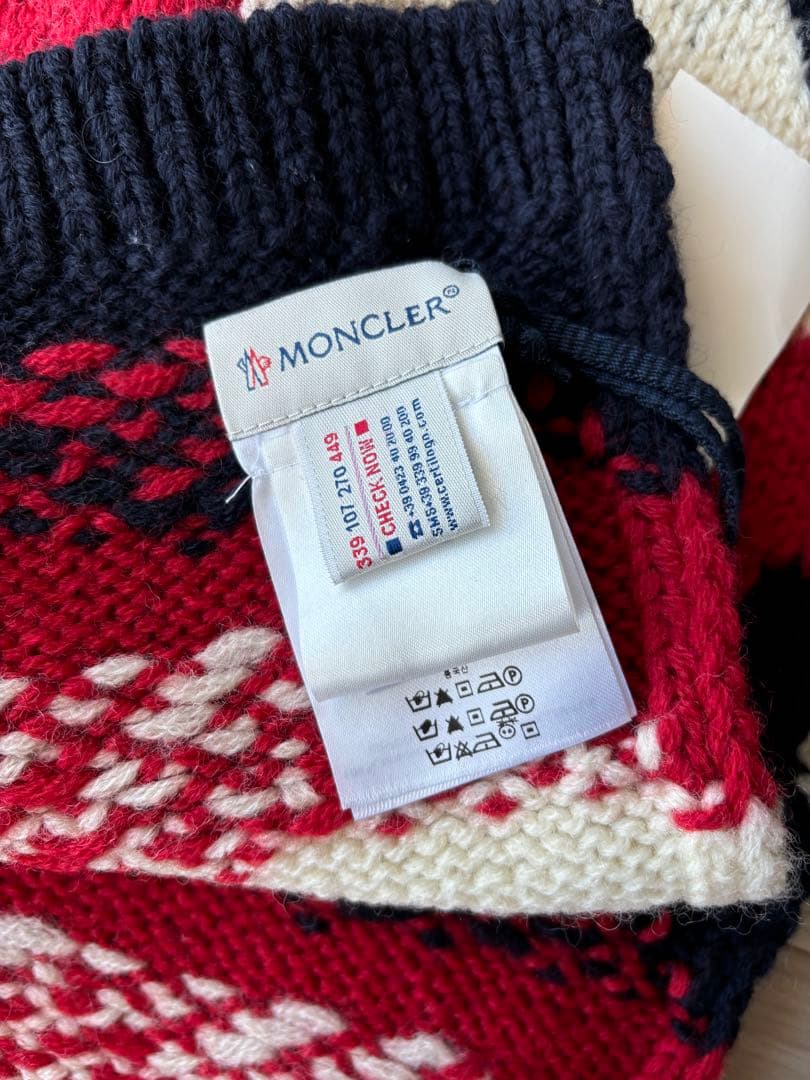 MONCLER
339 107 270 449
CHECK NOW
+39 0423 40 20.00
SMS+39 339 99 40 200
www.certilogo.com